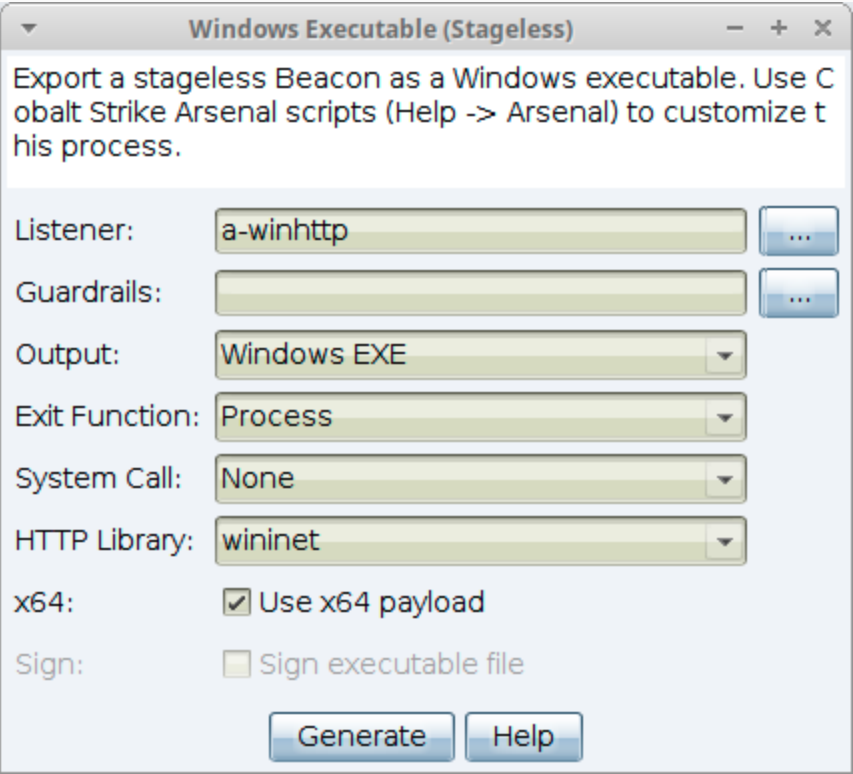 Windows Executable (Stageless)
Export a stageless Beacon as a Windows executable. Use C
obalt Strike Arsenal scripts (Help -> Arsenal) to customize t
his process.
Listener: a-winhttp ...
Guardrails: ...
Output: Windows EXE
Exit Function: Process
System Call: None
HTTP Library: wininet
x64: Use x64 payload
Sign: Sign executable file
Generate Help